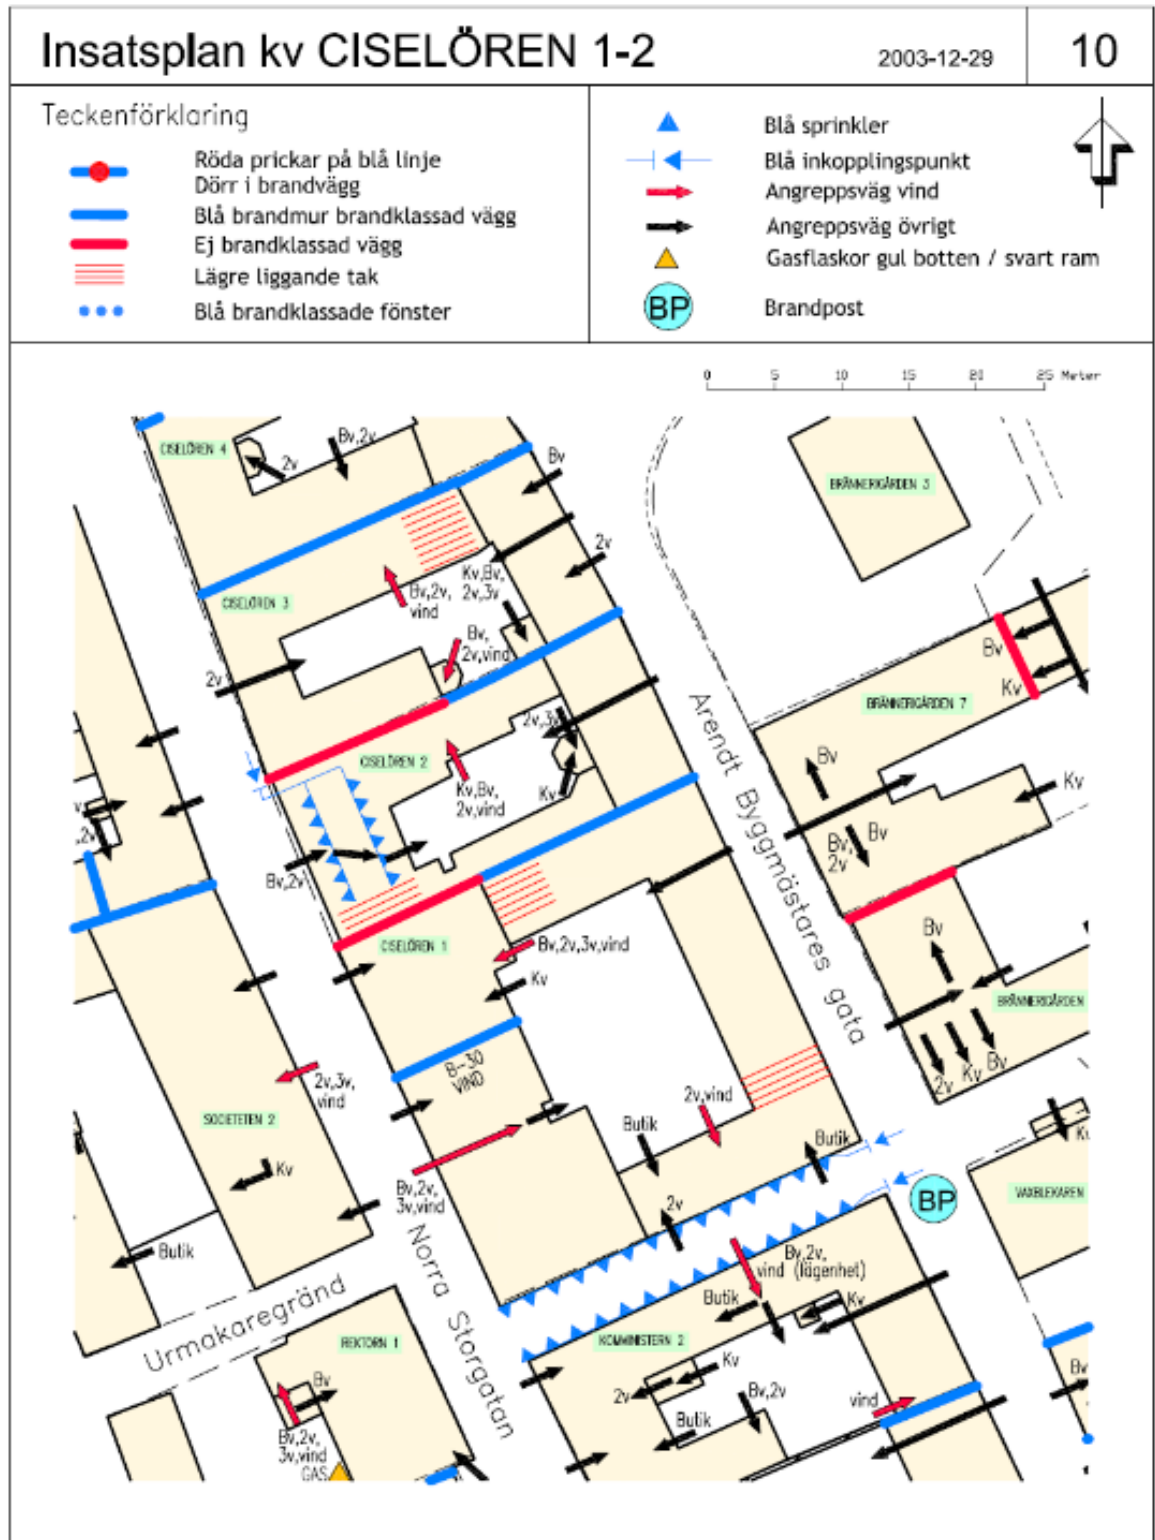 Insatsplan kv CISELÖREN 1-2
2003-12-29
10
Teckenförklaring
Röda prickar på blå linje
Dörr i brandvägg
Blå brandmur brandklassad vägg
Ej brandklassad vägg
Lägre liggande tak
Blå brandklassade fönster
Blå sprinkler
Blå inkopplingspunkt
Angreppsväg vind
Angreppsväg övrigt
Gasflaskor gul botten / svart ram
BP
Brandpost
0 5 10 15 20 25 Meter
CISELÖREN 4
2v
Bv,2v
Bv
BRÄNNERIGÅRDEN 3
2v
Kv,Bv,
2v,3v
Bv,2v,
vind
CISELÖREN 3
Bv,
2v,vind
2v
Bv
Kv
BRÄNNERIGÅRDEN 7
Arendt Byggmästares gata
2v,3v
CISELÖREN 2
Kv,Bv,
2v,vind
Kv
Bv
Kv
v
,2v
Bv,
2v
Bv
Bv,2v
CISELÖREN 1
Bv,2v,3v,vind
Kv
Bv
BRÄNNERIGÅRDEN
B-30
VIND
2v
Kv
Bv
2v,3v,
vind
SOCIETETEN 2
Kv
2v,vind
Butik
Butik
Bv,2v,
3v,vind
2v
BP
VAXBLEKAREN
Butik
Norra Storgatan
Bv,2v,
vind (lägenhet)
Urmakaregränd
REKTORN 1
Butik
Kv
KOMMINISTERN 2
Bv
Kv
2v
Bv,2v
vind
Bv
Butik
Bv,2v,
3v,vind
GAS